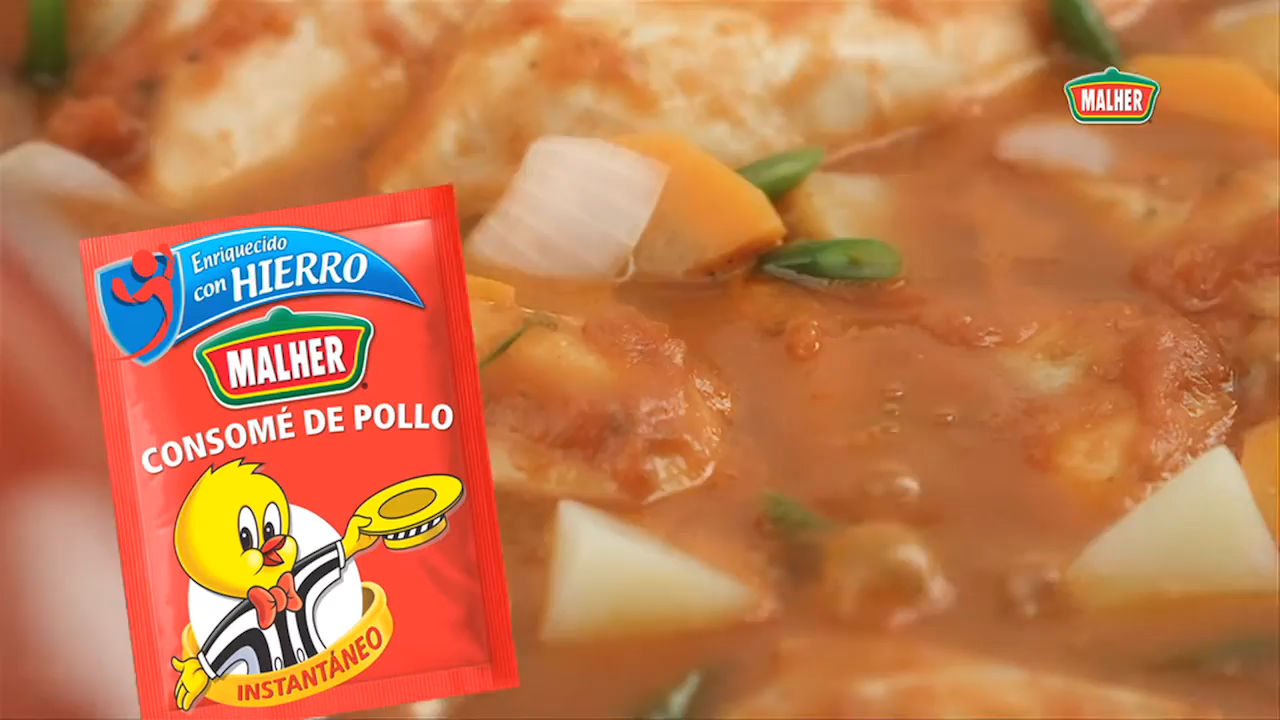 MALHER
Enriquecido
con HIERRO
MALHER
CONSOMÉ DE POLLO
INSTANTÁNEO